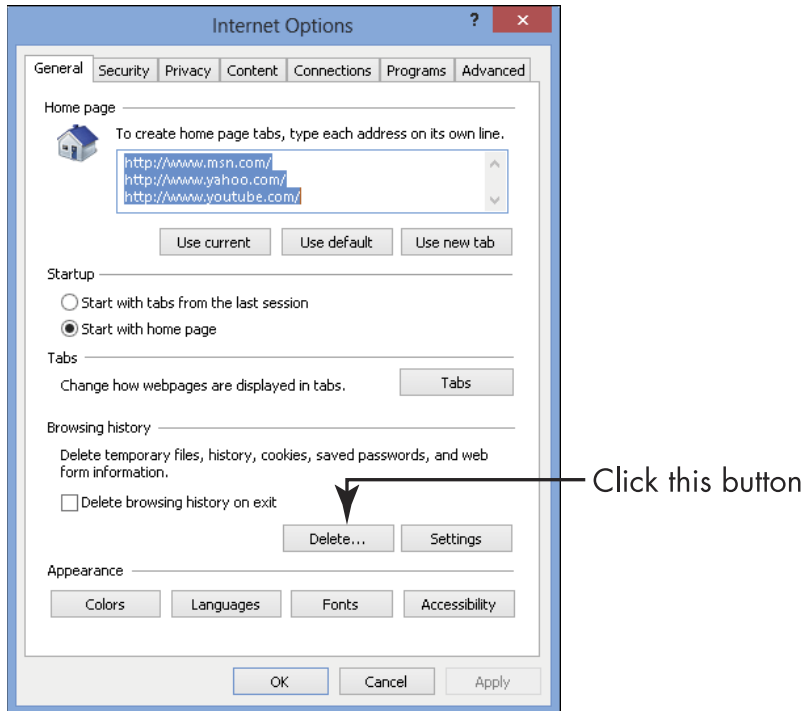 Internet Options
?
×
General Security Privacy Content Connections Programs Advanced
Home page
To create home page tabs, type each address on its own line.
http://www.msn.com/
http://www.yahoo.com/
http://www.youtube.com/
Use current Use default Use new tab
Startup
Start with tabs from the last session
Start with home page
Tabs
Change how webpages are displayed in tabs. Tabs
Browsing history
Delete temporary files, history, cookies, saved passwords, and web
form information.
Click this button
Delete browsing history on exit
Delete... Settings
Appearance
Colors Languages Fonts Accessibility
OK Cancel Apply